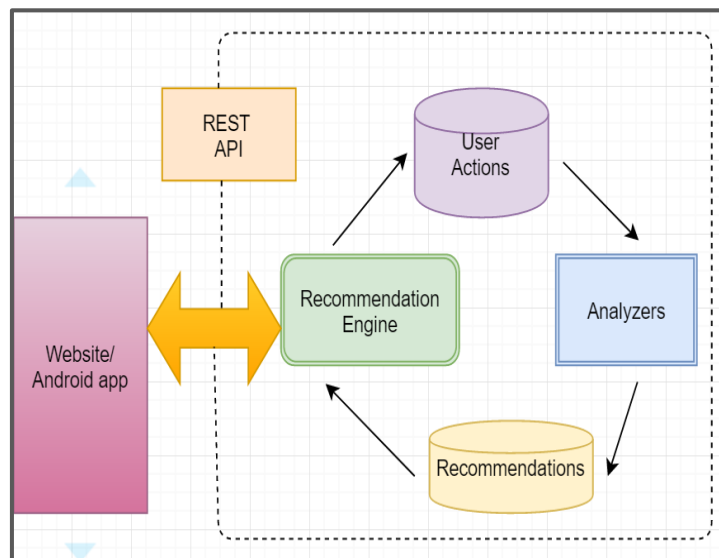 REST
API
User
Actions
Recommendation
Engine
Analyzers
Website/
Android app
Recommendations